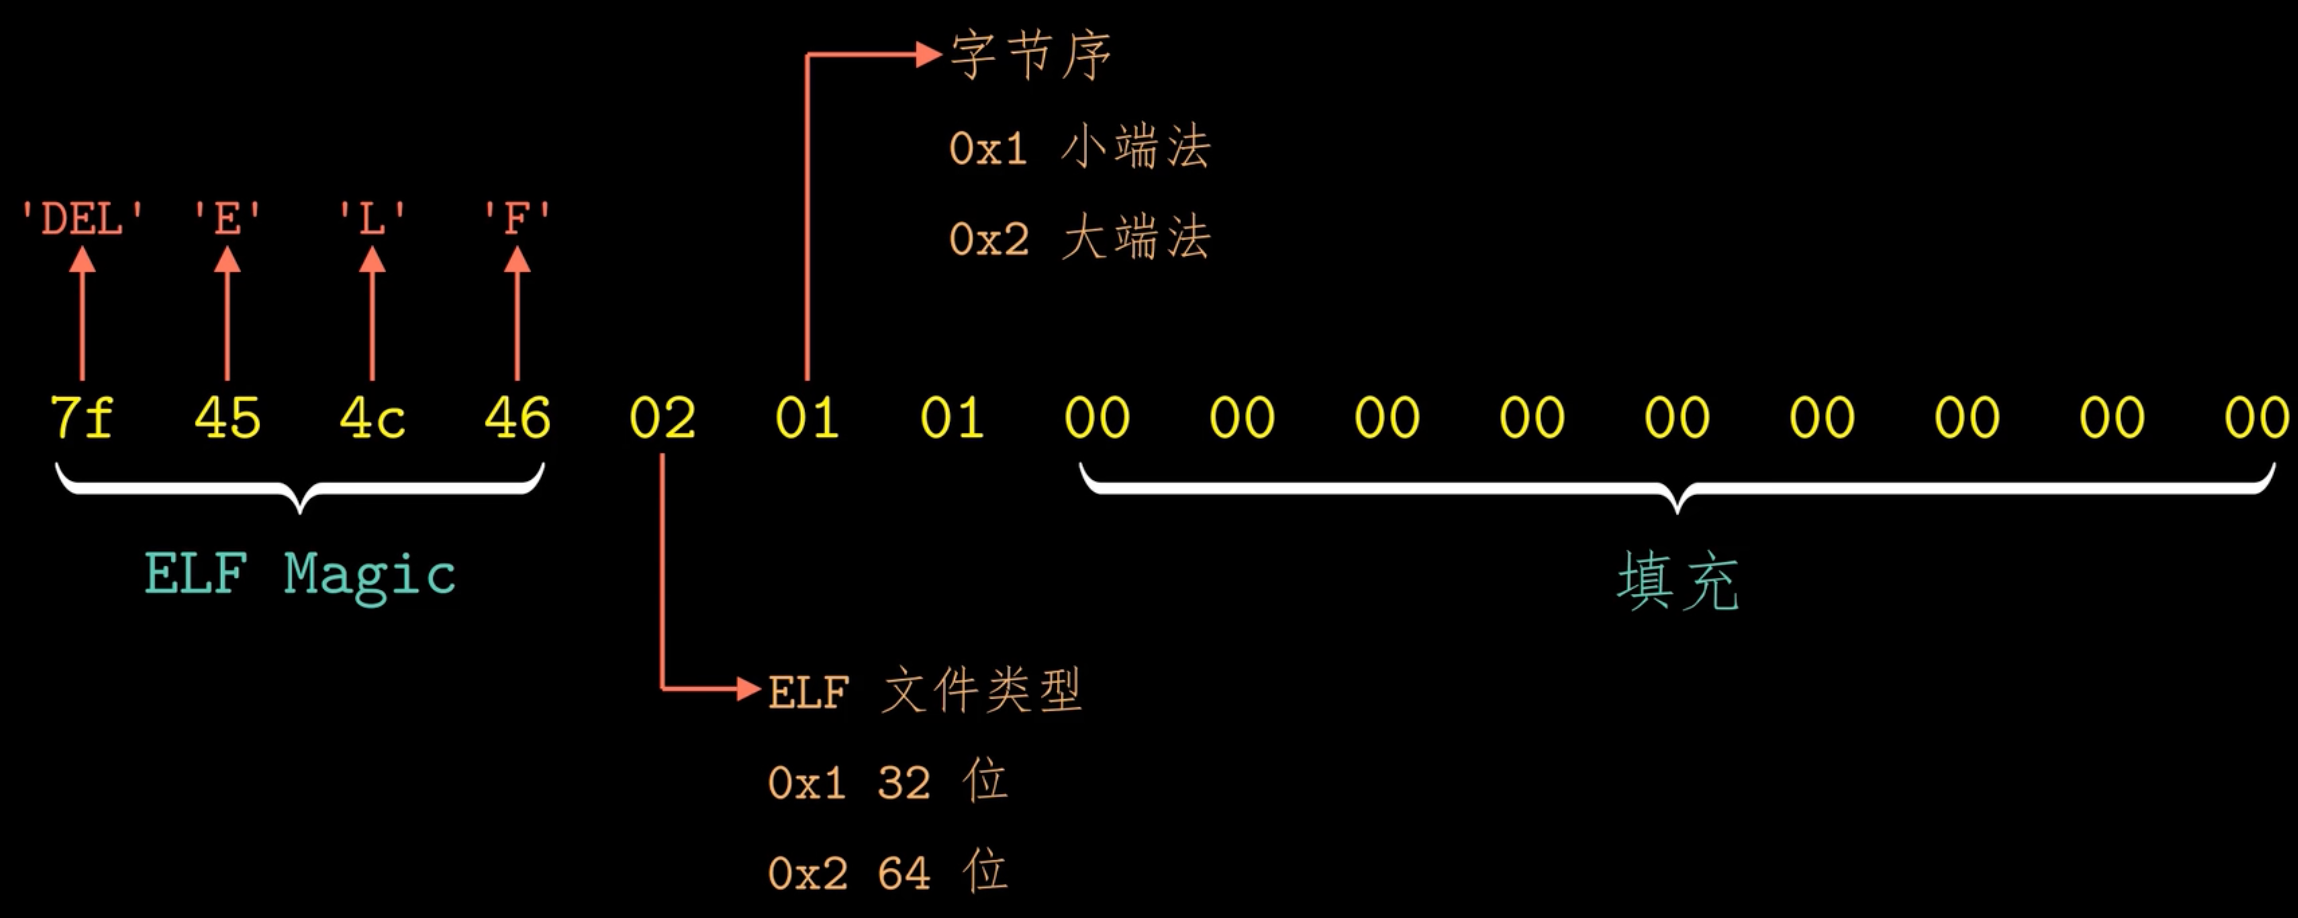 字节序
0x1 小端法
0x2 大端法
'DEL' 'E' 'L' 'F'
7f 45 4c 46 02 01 01 00 00 00 00 00 00 00 00 00
ELF Magic
填充
ELF 文件类型
0x1 32 位
0x2 64 位